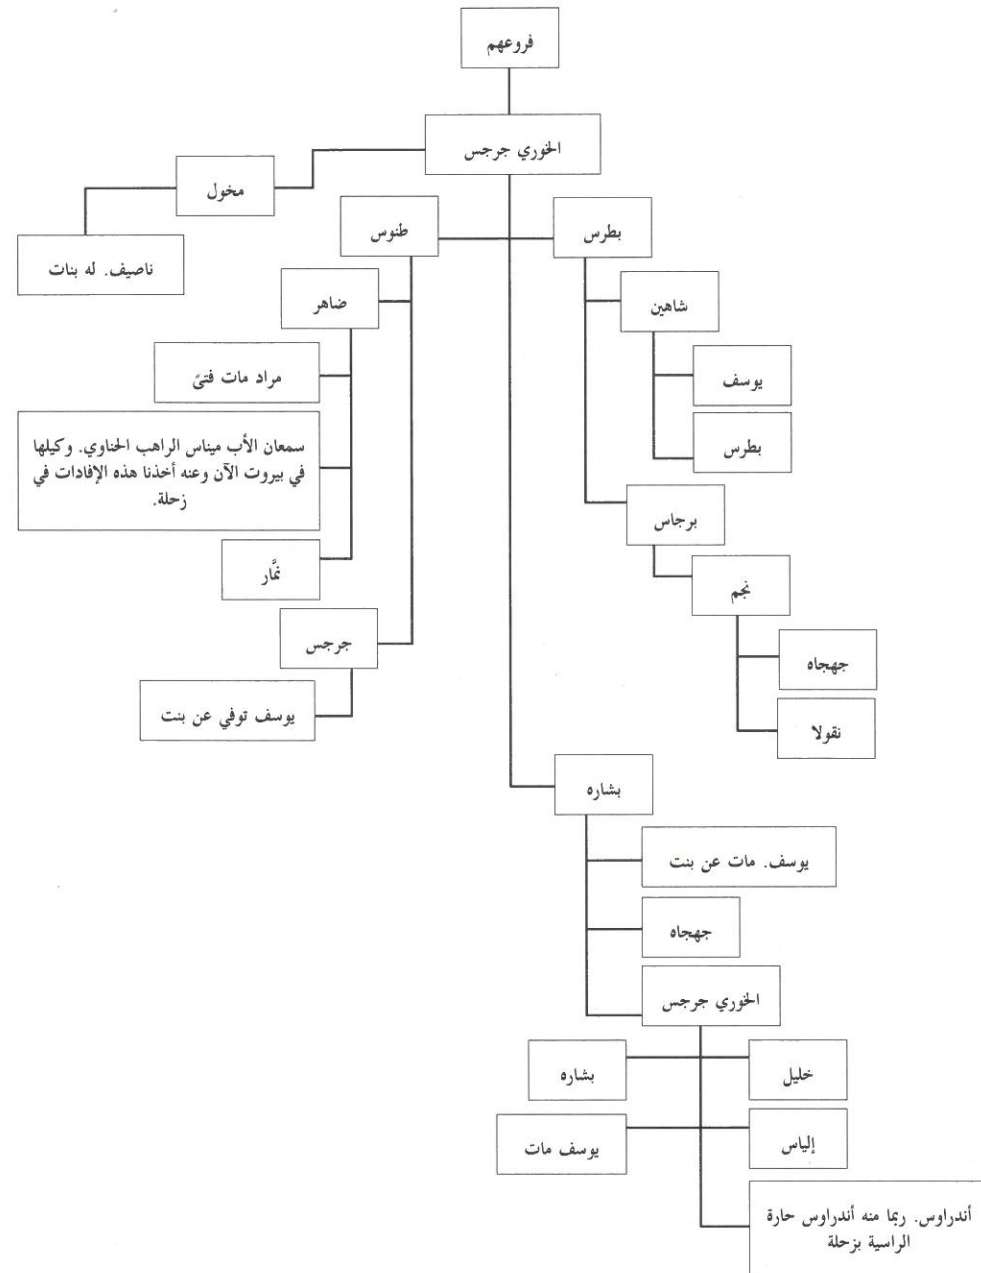 فروعهم
الخوري جرجس
مخول
ناصيف. له بنات
طنوس
بطرس
ضاهر
شاهين
مراد مات فتىً
يوسف
سمعان الأب ميناس الراهب الحناوي. وكيلها
في بيروت الآن وعنه أخذنا هذه الإفادات في
زحلة.
بطرس
برجاس
نمَّار
نجم
جرجس
جهجاه
يوسف توفي عن بنت
نقولا
بشاره
يوسف. مات عن بنت
جهجاه
الخوري جرجس
خليل
بشاره
إلياس
يوسف مات
أندراوس. ربما منه أندراوس حارة
الراسية بزحلة